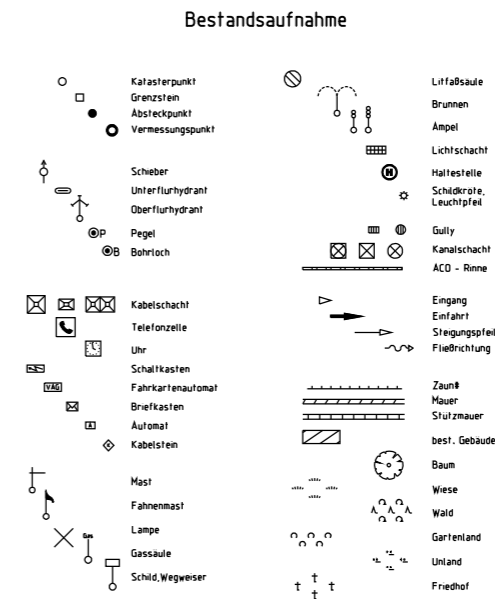 Bestandsaufnahme
Katasterpunkt
Grenzstein
Absteckpunkt
Vermessungspunkt
Schieber
Unterflurhydrant
Oberflurhydrant
P Pegel
B Bohrloch
Kabelschacht
Telefonzelle
Uhr
Schaltkasten
VAG Fahrkartenautomat
Briefkasten
A Automat
K Kabelstein
Mast
Fahnenmast
Lampe
Gas Gassäule
Schild,Wegweiser
Litfaßsäule
Brunnen
Ampel
Lichtschacht
H Haltestelle
Schildkröte,
Leuchtpfeil
Gully
Kanalschacht
ACO - Rinne
Eingang
Einfahrt
Steigungspfeil
Fließrichtung
Zaun#
Mauer
Stützmauer
best. Gebäude
Baum
Wiese
Wald
Gartenland
Unland
Friedhof